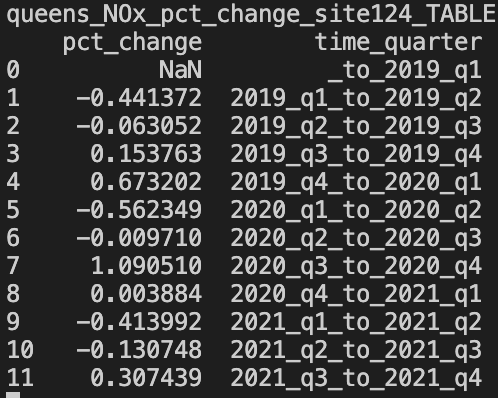 queens_NOx_pct_change_site124_TABLE
pct_change time_quarter
0 NaN _to_2019_q1
1 -0.441372 2019_q1_to_2019_q2
2 -0.063052 2019_q2_to_2019_q3
3 0.153763 2019_q3_to_2019_q4
4 0.673202 2019_q4_to_2020_q1
5 -0.562349 2020_q1_to_2020_q2
6 -0.009710 2020_q2_to_2020_q3
7 1.090510 2020_q3_to_2020_q4
8 0.003884 2020_q4_to_2021_q1
9 -0.413992 2021_q1_to_2021_q2
10 -0.130748 2021_q2_to_2021_q3
11 0.307439 2021_q3_to_2021_q4